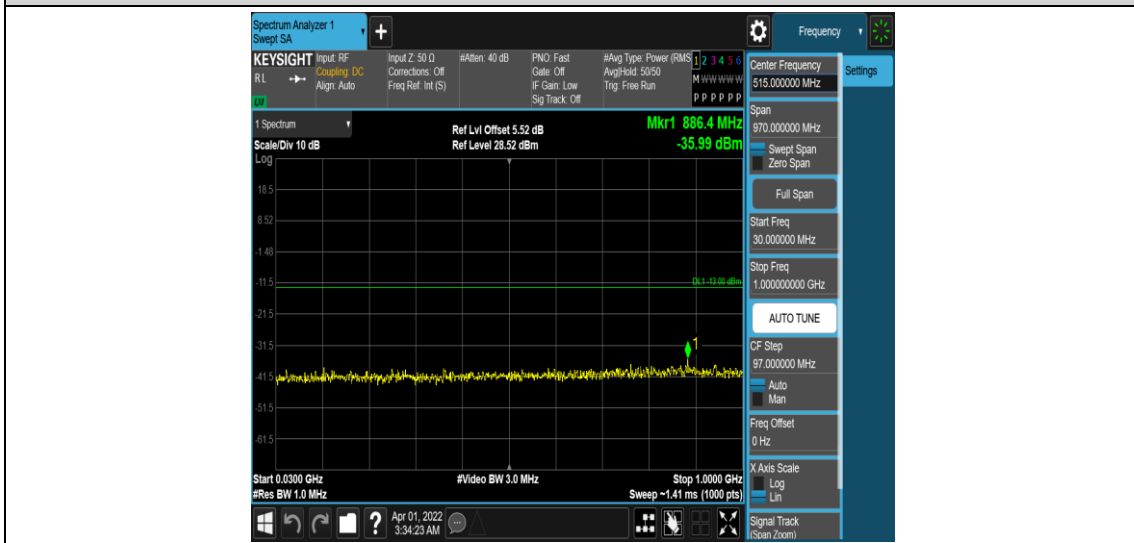 Spectrum Analyzer 1
Swept SA
+
Frequency
KEYSIGHT
RL
LXI
Input: RF
Coupling: DC
Align: Auto
Input Z: 50 Ω
Corrections: Off
Freq Ref: Int (S)
#Atten: 40 dB
PNO: Fast
Gate: Off
IF Gain: Low
Sig Track: Off
#Avg Type: Power (RMS
Avg|Hold: 50/50
Trig: Free Run
1 2 3 4 5 6
M W W W W W
P P P P P P
1 Spectrum
Scale/Div 10 dB
Ref Lvl Offset 5.52 dB
Ref Level 28.52 dBm
Mkr1 886.4 MHz
-35.99 dBm
Log
18.5
8.52
-1.48
-11.5
DL1 -13.00 dBm
-21.5
-31.5
1
-41.5
-51.5
-61.5
Start 0.0300 GHz
#Res BW 1.0 MHz
#Video BW 3.0 MHz
Stop 1.0000 GHz
Sweep ~1.41 ms (1000 pts)
Center Frequency
515.000000 MHz
Settings
Span
970.000000 MHz
Swept Span
Zero Span
Full Span
Start Freq
30.000000 MHz
Stop Freq
1.000000000 GHz
AUTO TUNE
CF Step
97.000000 MHz
Auto
Man
Freq Offset
0 Hz
X Axis Scale
Log
Lin
Signal Track
(Span Zoom)
?
Apr 01, 2022
3:34:23 AM